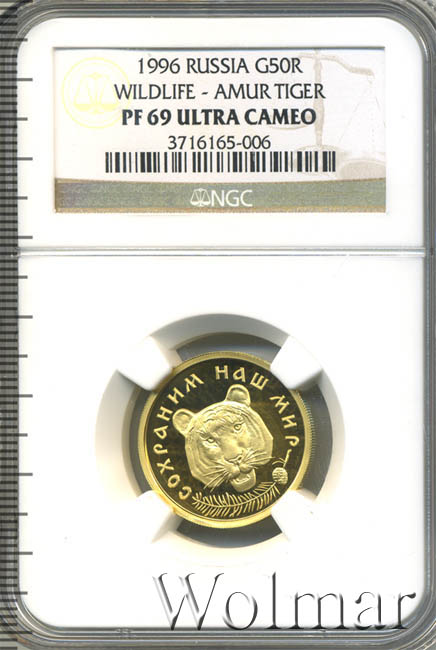 1996 RUSSIA G50R
WILDLIFE - AMUR TIGER
PF 69 ULTRA CAMEO
3716165-006
NGC
СОХРАНИМ НАШ МИР
Wolmar